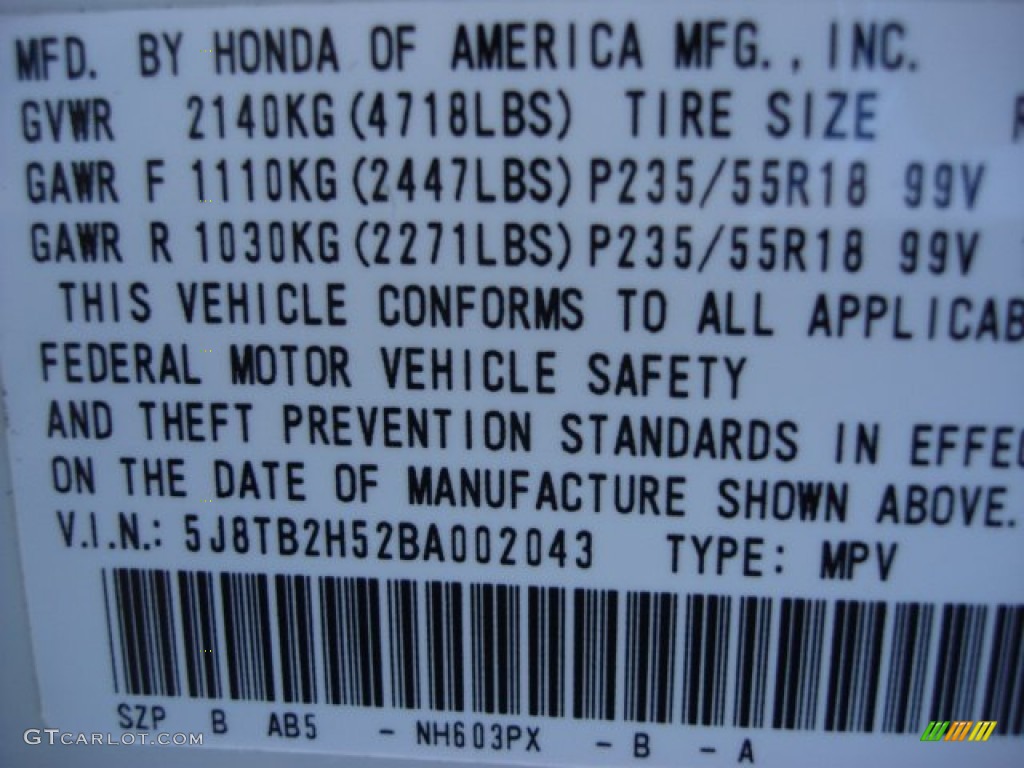 MFD. BY HONDA OF AMERICA MFG., INC.
GVWR 2140KG (4718LBS) TIRE SIZE
GAWR F 1110KG (2447LBS) P235/55R18 99V
GAWR R 1030KG (2271LBS) P235/55R18 99V
THIS VEHICLE CONFORMS TO ALL APPLICAB
FEDERAL MOTOR VEHICLE SAFETY
AND THEFT PREVENTION STANDARDS IN EFFEC
ON THE DATE OF MANUFACTURE SHOWN ABOVE.
V.I.N.: 5J8TB2H52BA002043 TYPE: MPV
SZP B AB5 - NH603PX - B - A
GTCARLOT.COM